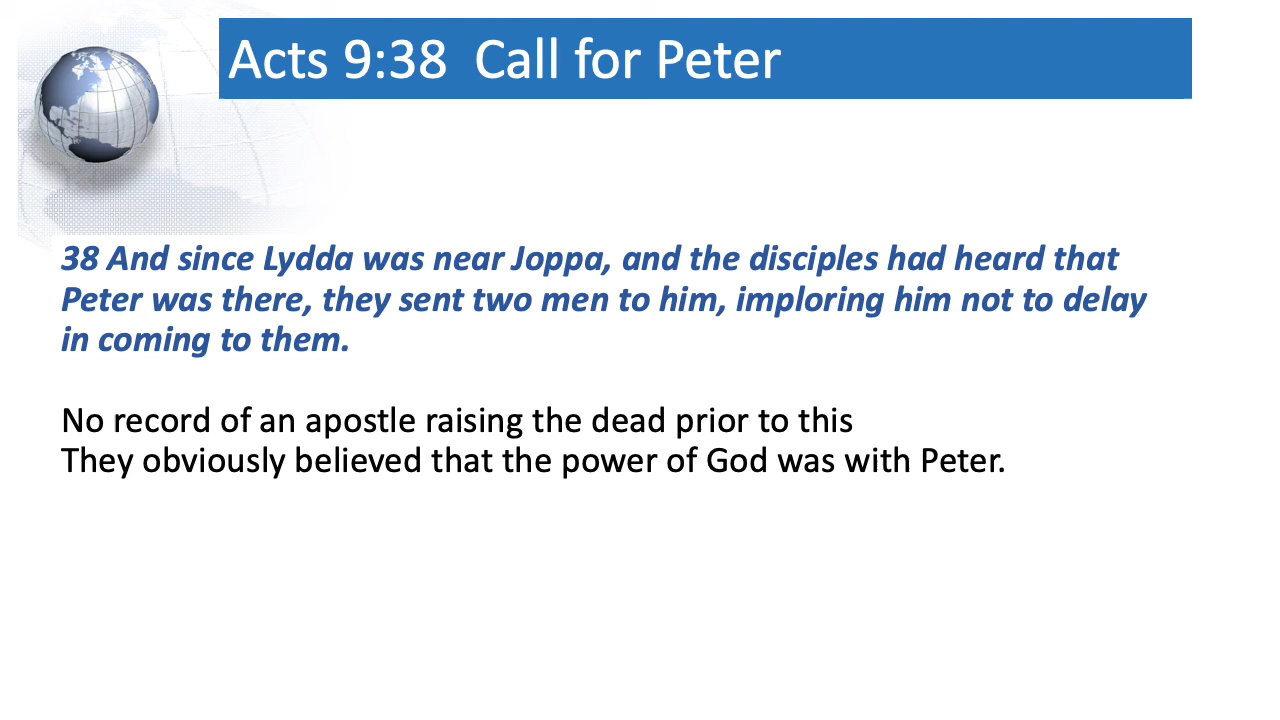 Acts 9:38  Call for Peter
38 And since Lydda was near Joppa, and the disciples had heard that
Peter was there, they sent two men to him, imploring him not to delay
in coming to them.
No record of an apostle raising the dead prior to this
They obviously believed that the power of God was with Peter.